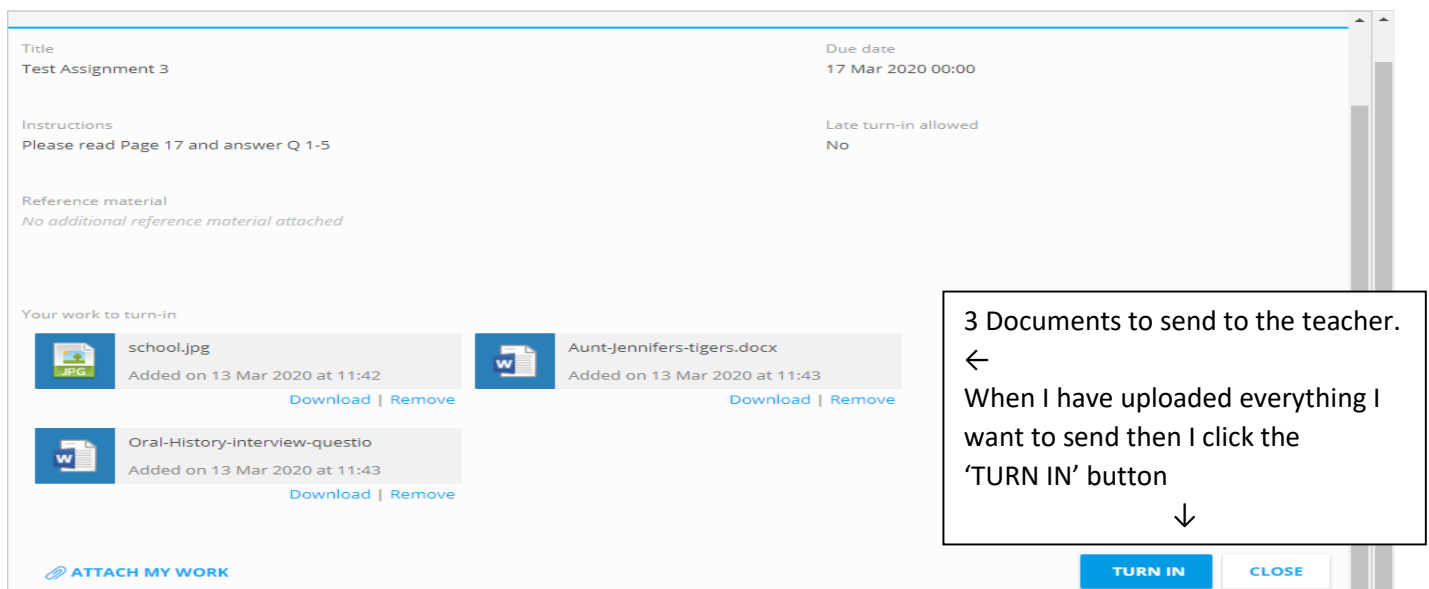 Title
Test Assignment 3
Due date
17 Mar 2020 00:00
Instructions
Please read Page 17 and answer Q 1-5
Late turn-in allowed
No
Reference material
No additional reference material attached
Your work to turn-in
JPG
school.jpg
Added on 13 Mar 2020 at 11:42
Download | Remove
W
Aunt-Jennifers-tigers.docx
Added on 13 Mar 2020 at 11:43
Download | Remove
W
Oral-History-interview-questio
Added on 13 Mar 2020 at 11:43
Download | Remove
3 Documents to send to the teacher.
←
When I have uploaded everything I
want to send then I click the
‘TURN IN’ button
↓
ATTACH MY WORK
TURN IN
CLOSE